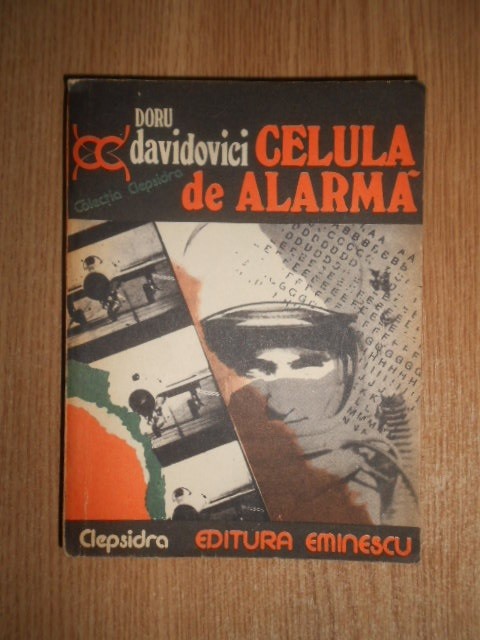 DORU
davidovici
CELULA
de ALARMĂ
Colecția Clepsidra
Clepsidra
EDITURA EMINESCU